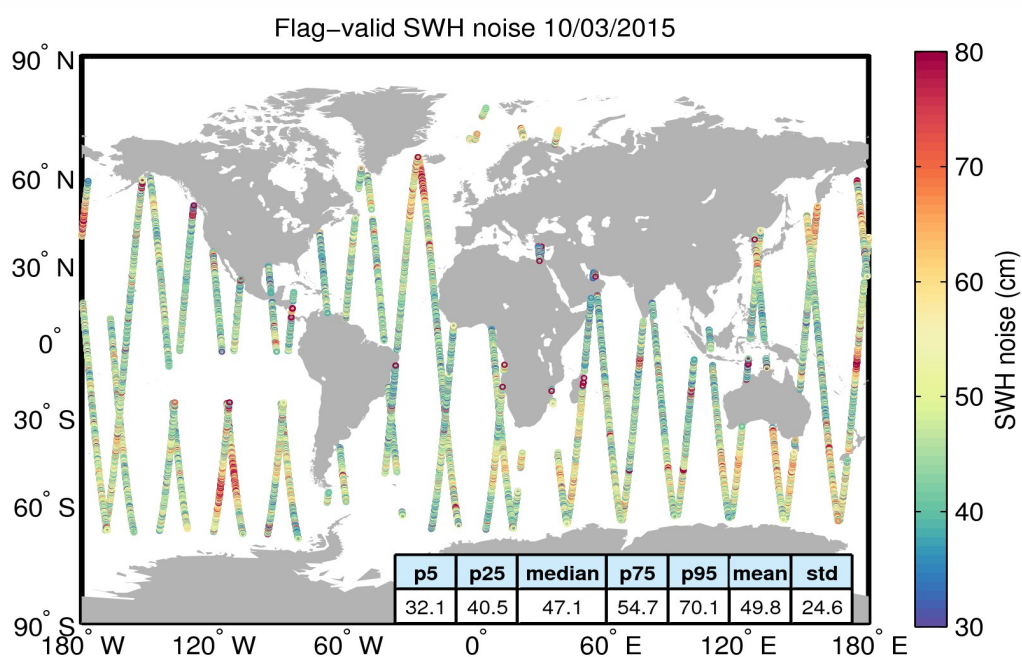 Flag−valid SWH noise 10/03/2015
90° N
60° N
30° N
0°
30° S
60° S
90° S
180° W
120° W
60° W
0°
60° E
120° E
180° E
80
70
60
50
40
30
SWH noise (cm)
p5 p25 median p75 p95 mean std
32.1 40.5 47.1 54.7 70.1 49.8 24.6